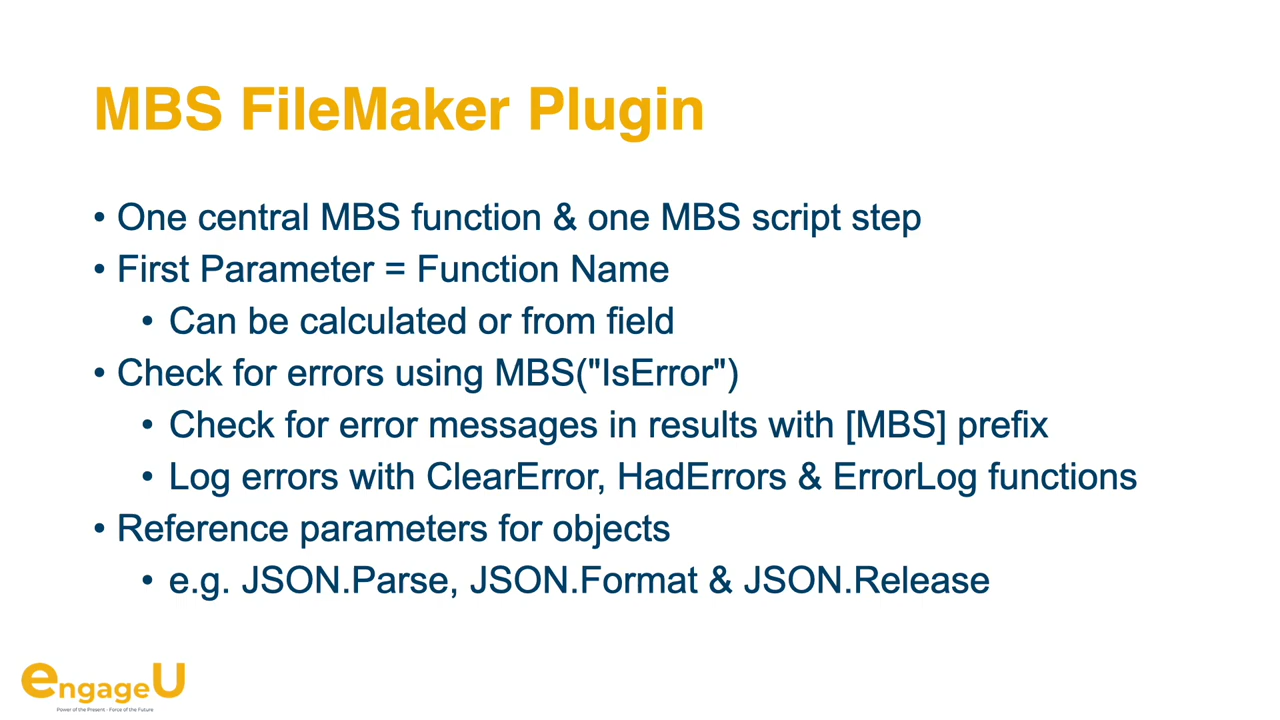 MBS FileMaker Plugin
• One central MBS function & one MBS script step
• First Parameter = Function Name
• Can be calculated or from field
• Check for errors using MBS("IsError")
• Check for error messages in results with [MBS] prefix
• Log errors with ClearError, HadErrors & ErrorLog functions
• Reference parameters for objects
• e.g. JSON.Parse, JSON.Format & JSON.Release
engageU
Power of the Present - Force of the Future